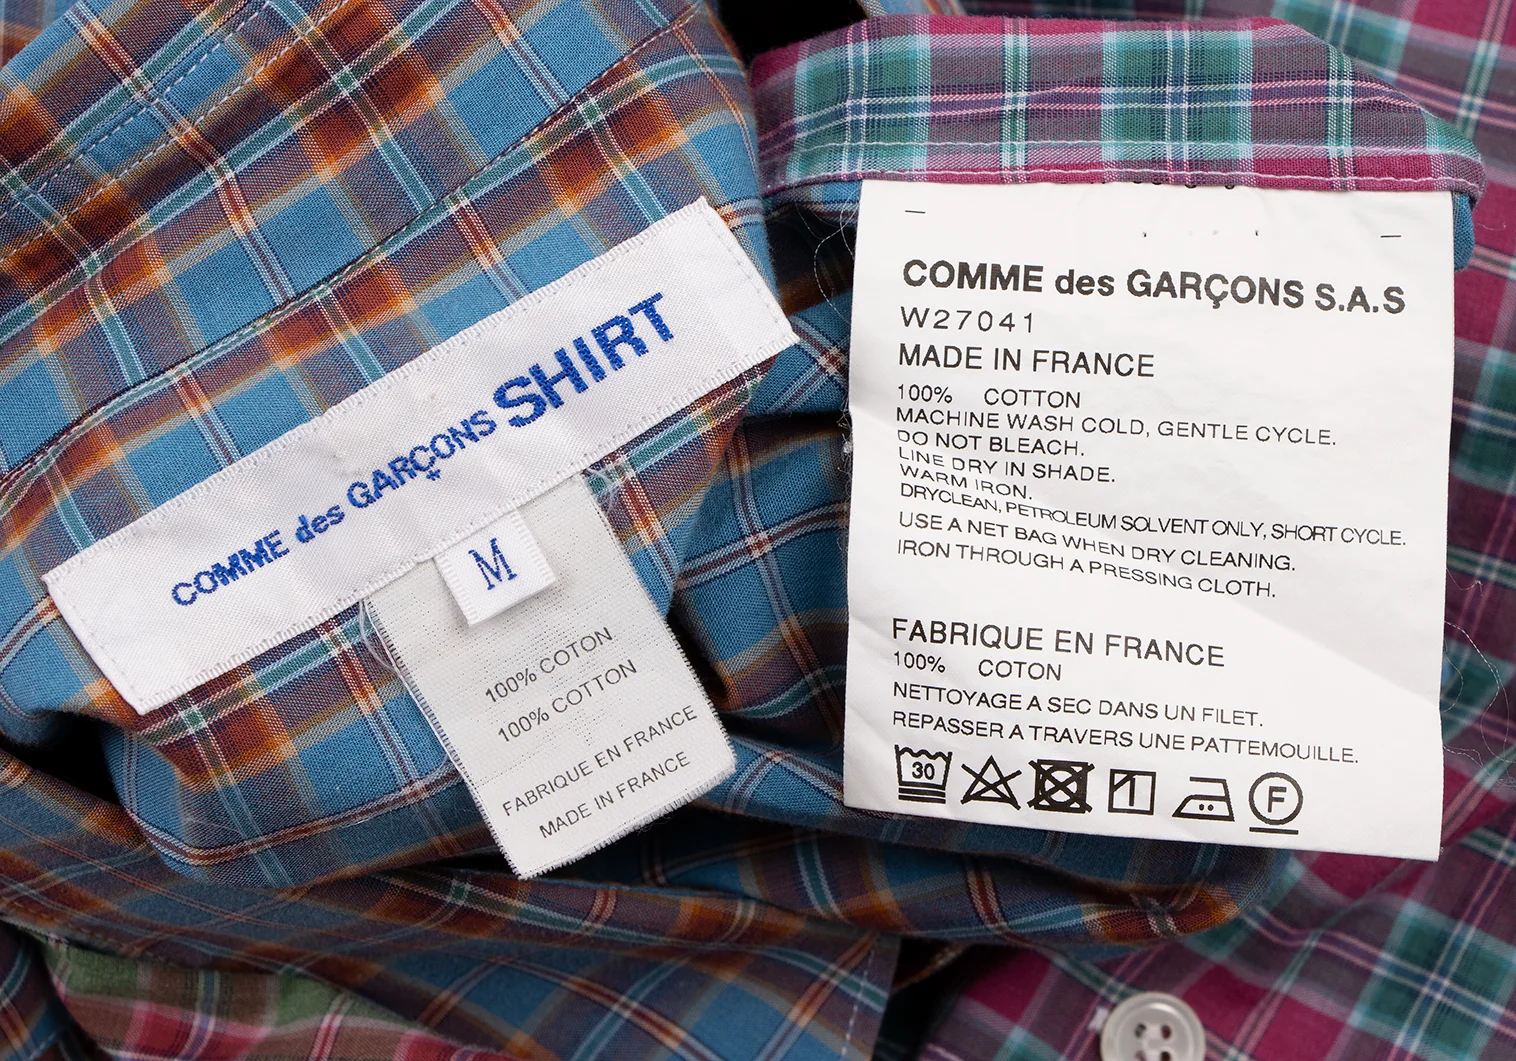 COMME des GARÇONS SHIRT
M
100% COTON
100% COTTON
FABRIQUE EN FRANCE
MADE IN FRANCE
COMME des GARÇONS S.A.S
W27041
MADE IN FRANCE
100% COTTON
MACHINE WASH COLD, GENTLE CYCLE.
DO NOT BLEACH.
LINE DRY IN SHADE.
WARM IRON.
DRYCLEAN, PETROLEUM SOLVENT ONLY, SHORT CYCLE.
USE A NET BAG WHEN DRY CLEANING.
IRON THROUGH A PRESSING CLOTH.
FABRIQUE EN FRANCE
100% COTON
NETTOYAGE A SEC DANS UN FILET.
REPASSER A TRAVERS UNE PATTEMOUILLE.
30 F